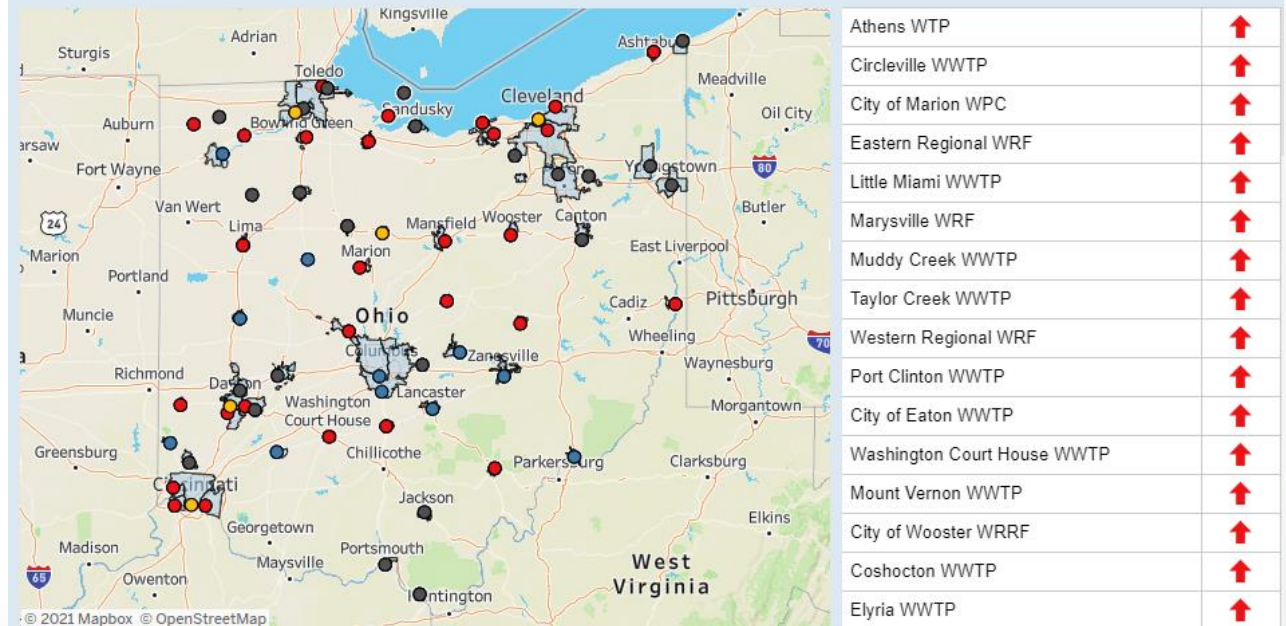 Kingsville
Adrian
Sturgis
Ashtabu
Toledo
Meadville
Sandusky
Cleveland
Oil City
Auburn
Bowling Green
arsaw
Fort Wayne
Youngstown
80
Van Wert
Butler
24
Lima
Mansfield
Wooster
Canton
Marion
Marion
East Liverpool
Portland
Cadiz
Pittsburgh
Ohio
Muncie
Wheeling
70
Columbus
Zanesville
Waynesburg
Richmond
Dayton
Washington
Court House
Lancaster
Morgantown
Greensburg
Chillicothe
Parkersburg
Clarksburg
Cincinnati
Jackson
Elkins
Georgetown
Madison
Portsmouth
Maysville
West
Virginia
65
Owenton
Huntington
© 2021 Mapbox © OpenStreetMap
Athens WTP
Circleville WWTP
City of Marion WPC
Eastern Regional WRF
Little Miami WWTP
Marysville WRF
Muddy Creek WWTP
Taylor Creek WWTP
Western Regional WRF
Port Clinton WWTP
City of Eaton WWTP
Washington Court House WWTP
Mount Vernon WWTP
City of Wooster WRRF
Coshocton WWTP
Elyria WWTP